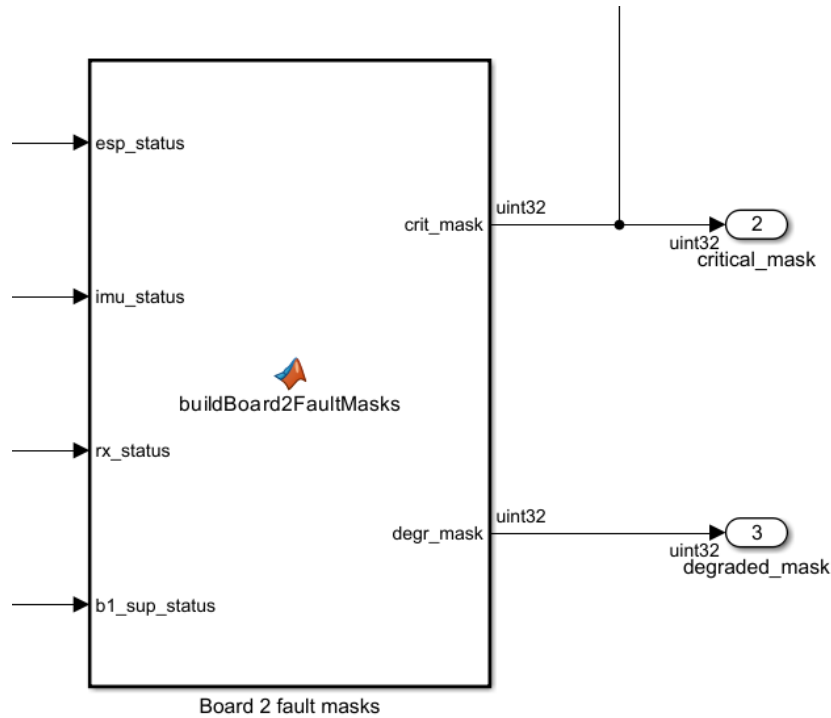 esp_status
uint32
crit_mask
2
uint32
critical_mask
imu_status
buildBoard2FaultMasks
rx_status
uint32
degr_mask
3
uint32
degraded_mask
b1_sup_status
Board 2 fault masks